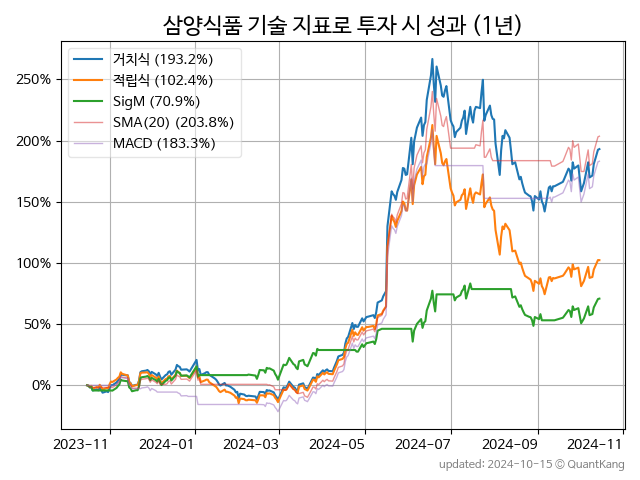 삼양식품 기술 지표로 투자 시 성과 (1년)
거치식 (193.2%)
적립식 (102.4%)
SigM (70.9%)
SMA(20) (203.8%)
MACD (183.3%)
250%
200%
150%
100%
50%
0%
2023-11 2024-01 2024-03 2024-05 2024-07 2024-09 2024-11
updated: 2024-10-15 © QuantKang